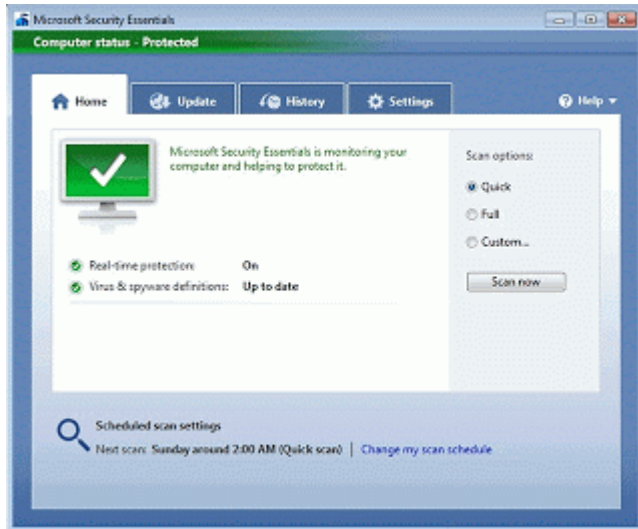 Microsoft Security Essentials
Computer status - Protected
Home
Update
History
Settings
Help
Microsoft Security Essentials is monitoring your
computer and helping to protect it.
Real-time protection: On
Virus & spyware definitions: Up to date
Scan options:
Quick
Full
Custom...
Scan now
Scheduled scan settings
Next scan: Sunday around 2:00 AM (Quick scan) | Change my scan schedule